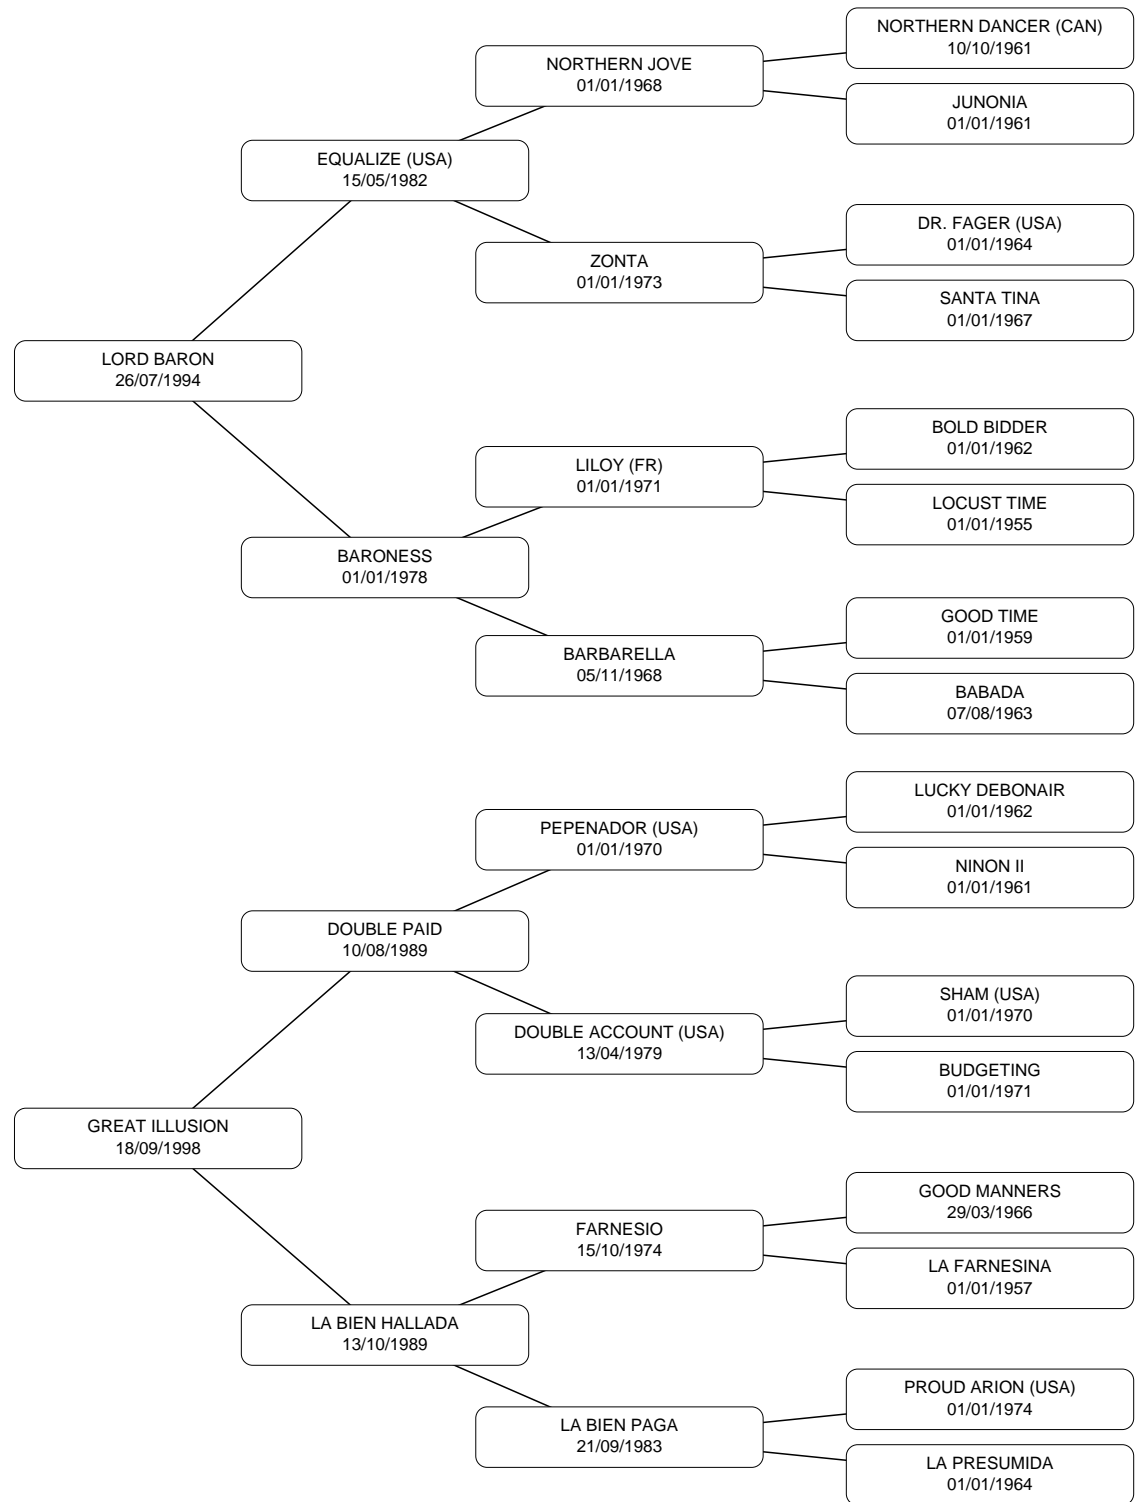 NORTHERN DANCER (CAN)
10/10/1961
NORTHERN JOVE
01/01/1968
JUNONIA
01/01/1961
EQUALIZE (USA)
15/05/1982
DR. FAGER (USA)
01/01/1964
ZONTA
01/01/1973
SANTA TINA
01/01/1967
LORD BARON
26/07/1994
BOLD BIDDER
01/01/1962
LILOY (FR)
01/01/1971
LOCUST TIME
01/01/1955
BARONESS
01/01/1978
GOOD TIME
01/01/1959
BARBARELLA
05/11/1968
BABADA
07/08/1963
LUCKY DEBONAIR
01/01/1962
PEPENADOR (USA)
01/01/1970
NINON II
01/01/1961
DOUBLE PAID
10/08/1989
SHAM (USA)
01/01/1970
DOUBLE ACCOUNT (USA)
13/04/1979
BUDGETING
01/01/1971
GREAT ILLUSION
18/09/1998
GOOD MANNERS
29/03/1966
FARNESIO
15/10/1974
LA FARNESINA
01/01/1957
LA BIEN HALLADA
13/10/1989
PROUD ARION (USA)
01/01/1974
LA BIEN PAGA
21/09/1983
LA PRESUMIDA
01/01/1964